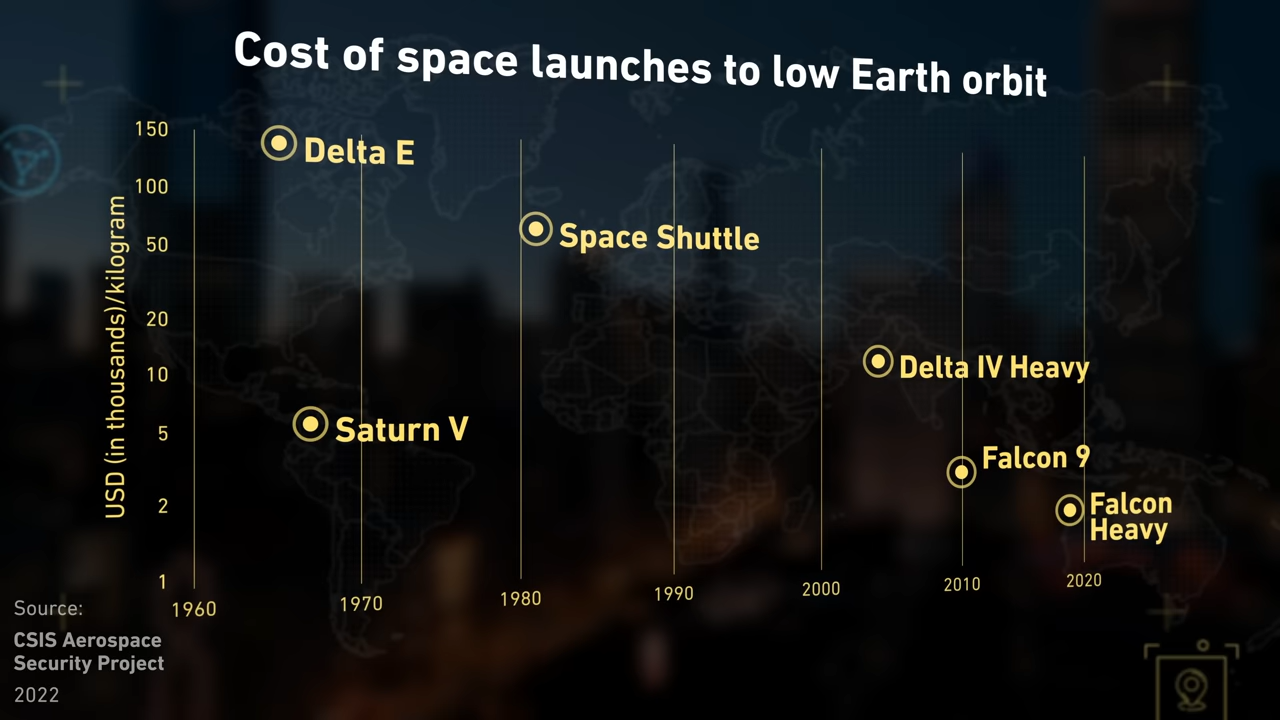 Cost of space launches to low Earth orbit
USD (in thousands)/kilogram
150
100
50
20
10
5
2
1
Delta E
Space Shuttle
Delta IV Heavy
Saturn V
Falcon 9
Falcon
Heavy
1960
1970
1980
1990
2000
2010
2020
Source:
CSIS Aerospace
Security Project
2022